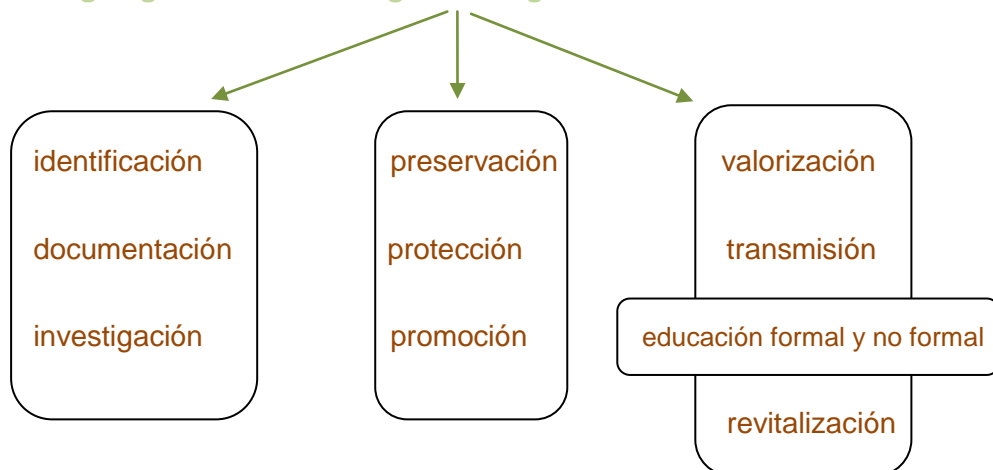 identificación
documentación
investigación
preservación
protección
promoción
valorización
transmisión
educación formal y no formal
revitalización